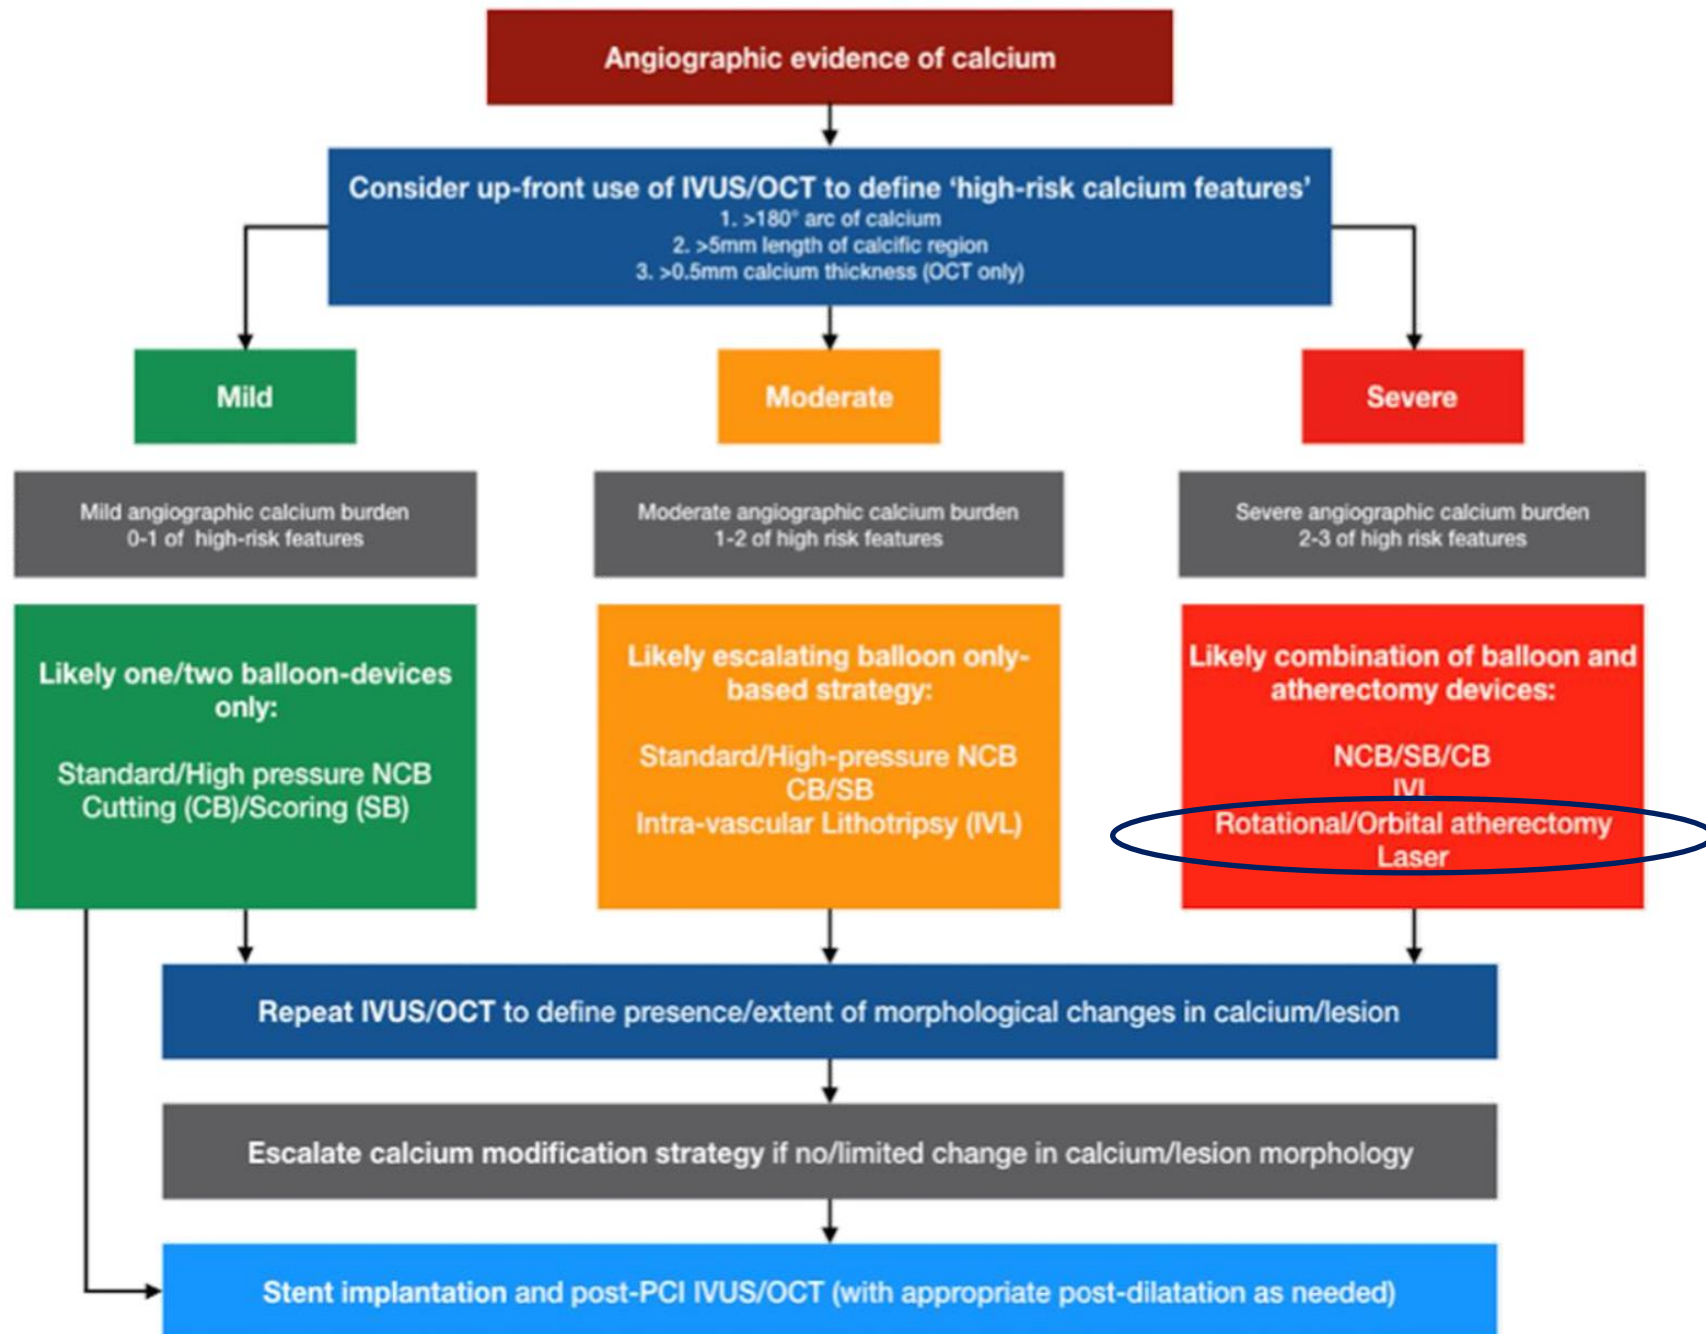 Angiographic evidence of calcium
Consider up-front use of IVUS/OCT to define ‘high-risk calcium features’
1. >180° arc of calcium
2. >5mm length of calcific region
3. >0.5mm calcium thickness (OCT only)
Mild
Moderate
Severe
Mild angiographic calcium burden
0-1 of high-risk features
Moderate angiographic calcium burden
1-2 of high risk features
Severe angiographic calcium burden
2-3 of high risk features
Likely one/two balloon-devices
only:
Standard/High pressure NCB
Cutting (CB)/Scoring (SB)
Likely escalating balloon only-
based strategy:
Standard/High-pressure NCB
CB/SB
Intra-vascular Lithotripsy (IVL)
Likely combination of balloon and
atherectomy devices:
NCB/SB/CB
IVL
Rotational/Orbital atherectomy
Laser
Repeat IVUS/OCT to define presence/extent of morphological changes in calcium/lesion
Escalate calcium modification strategy if no/limited change in calcium/lesion morphology
Stent implantation and post-PCI IVUS/OCT (with appropriate post-dilatation as needed)